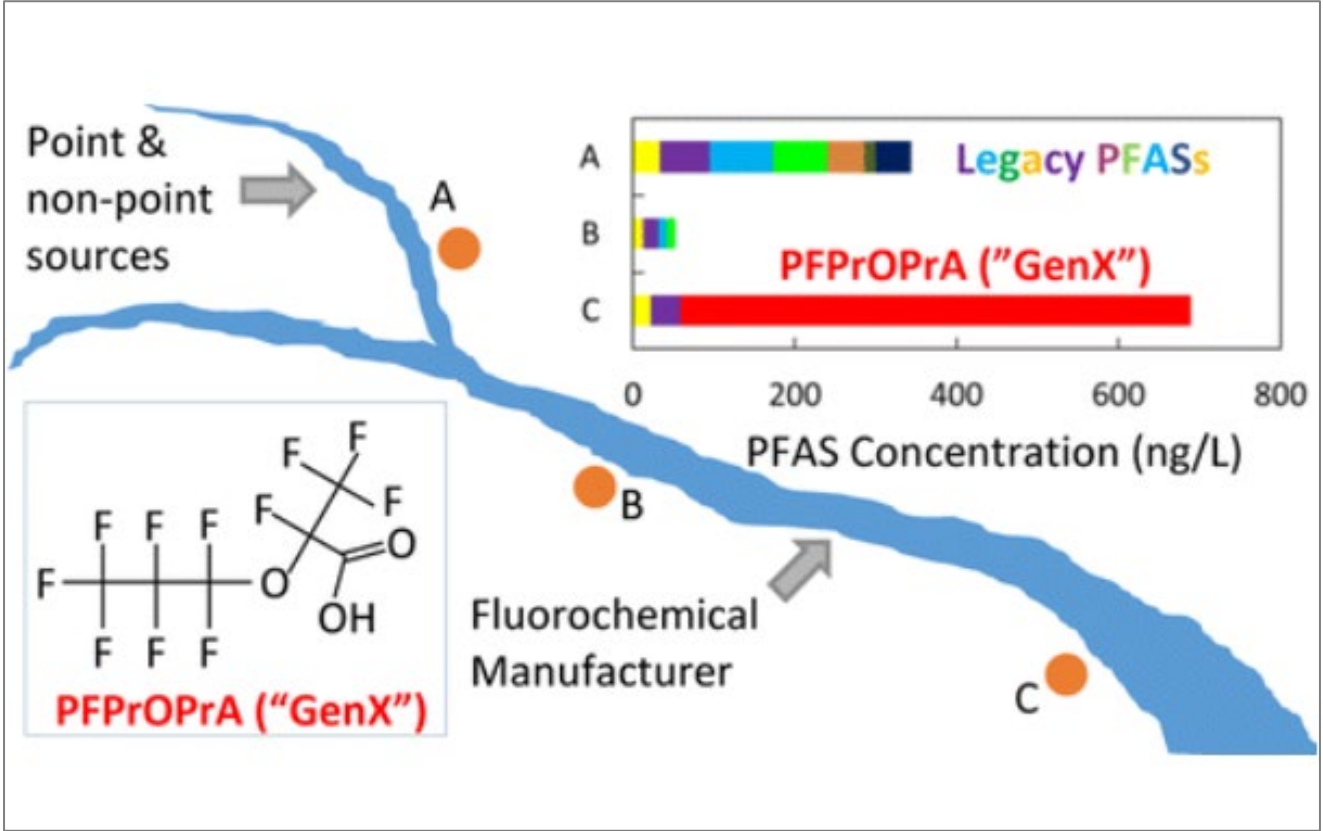 Point &
non-point
sources
A
A
Legacy PFASs
B
PFPrOPrA (”GenX”)
C
0 200 400 600 800
PFAS Concentration (ng/L)
B
Fluorochemical
Manufacturer
C
F F
F F
F F F O
F O
OH
F F F
PFPrOPrA (“GenX”)